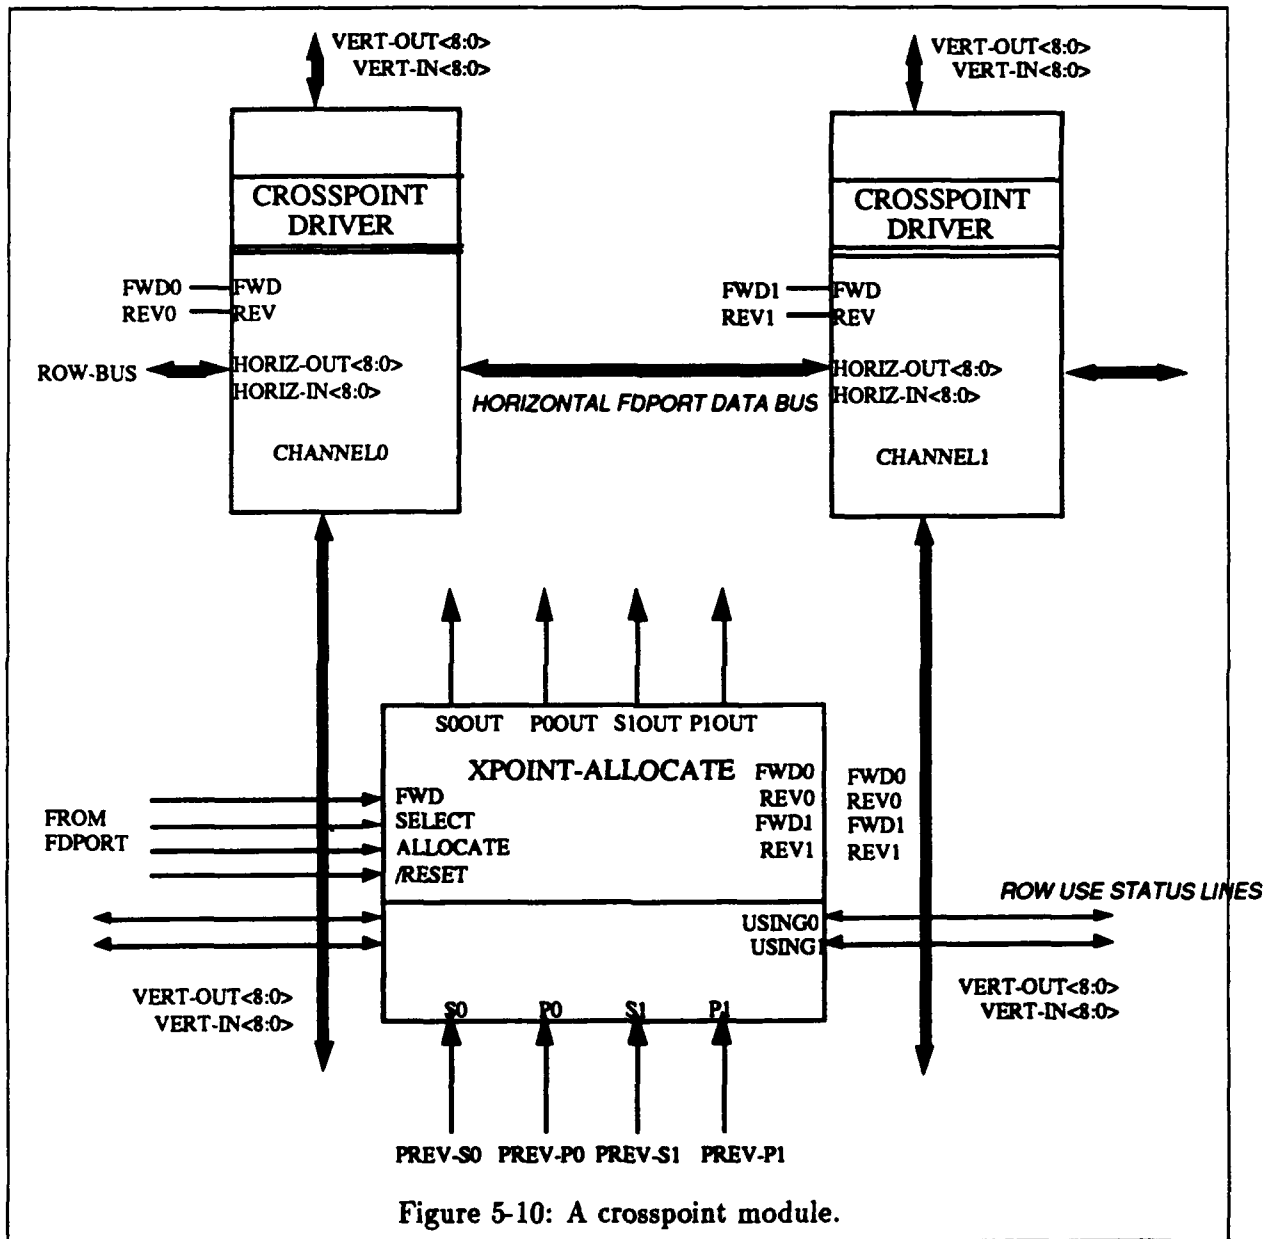 VERT-OUT<8:0>
VERT-IN<8:0>
VERT-OUT<8:0>
VERT-IN<8:0>
CROSSPOINT
DRIVER
CROSSPOINT
DRIVER
FWD0
FWD
REV0
REV
FWD1
FWD
REV1
REV
ROW-BUS
HORIZ-OUT<8:0>
HORIZ-IN<8:0>
HORIZONTAL FDPORT DATA BUS
HORIZ-OUT<8:0>
HORIZ-IN<8:0>
CHANNEL0
CHANNEL1
S0OUT P0OUT S1OUT P1OUT
XPOINT-ALLOCATE
FROM
FDPORT
FWD
SELECT
ALLOCATE
/RESET
FWD0
REV0
FWD1
REV1
FWD0
REV0
FWD1
REV1
ROW USE STATUS LINES
USING0
USING1
VERT-OUT<8:0>
VERT-IN<8:0>
VERT-OUT<8:0>
VERT-IN<8:0>
S0 P0 S1 P1
PREV-S0 PREV-P0 PREV-S1 PREV-P1
Figure 5-10: A crosspoint module.